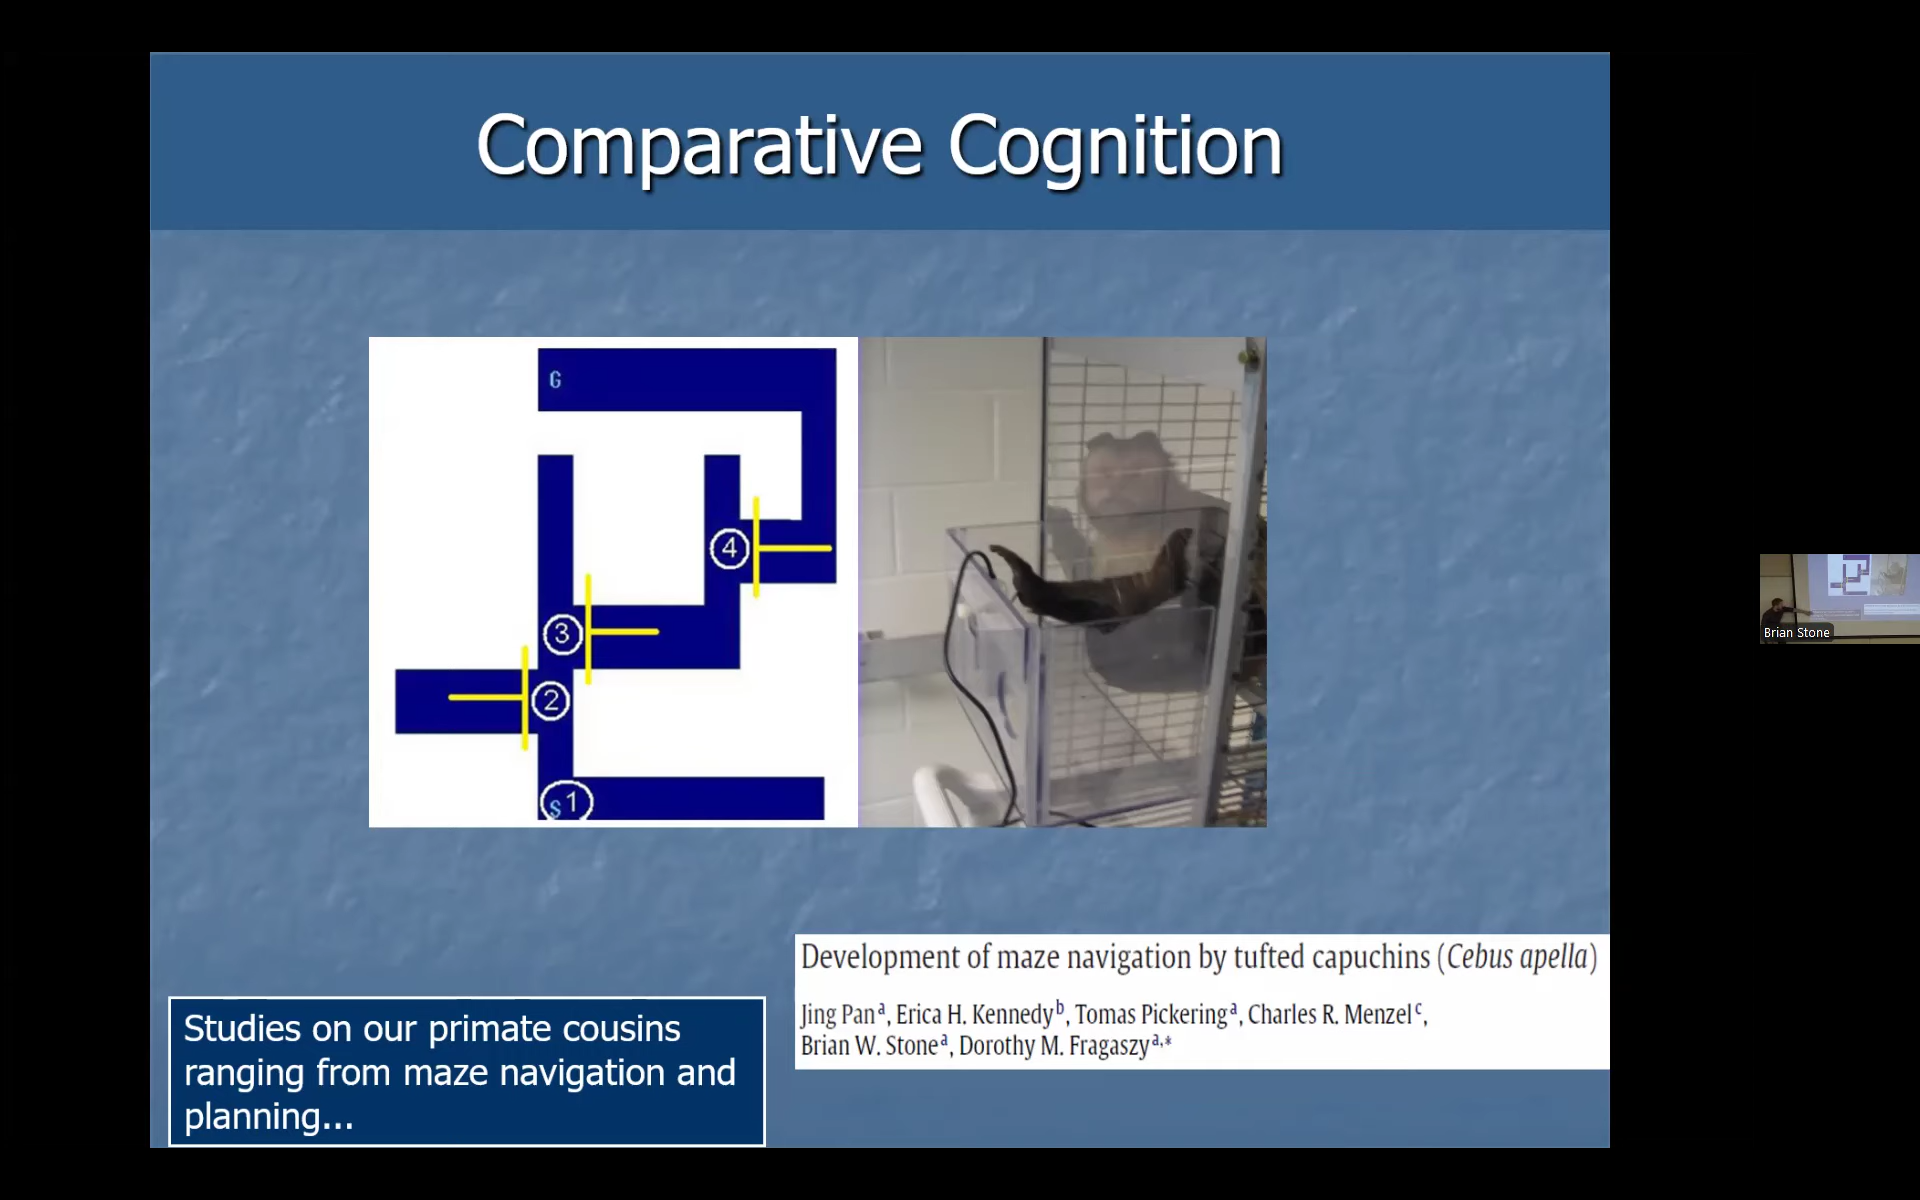 Comparative Cognition
G
4
3
2
S 1
Development of maze navigation by tufted capuchins (Cebus apella)
Jing Pan a, Erica H. Kennedy b, Tomas Pickering a, Charles R. Menzel c,
Brian W. Stone a, Dorothy M. Fragaszy a,*
Studies on our primate cousins
ranging from maze navigation and
planning...
Brian Stone